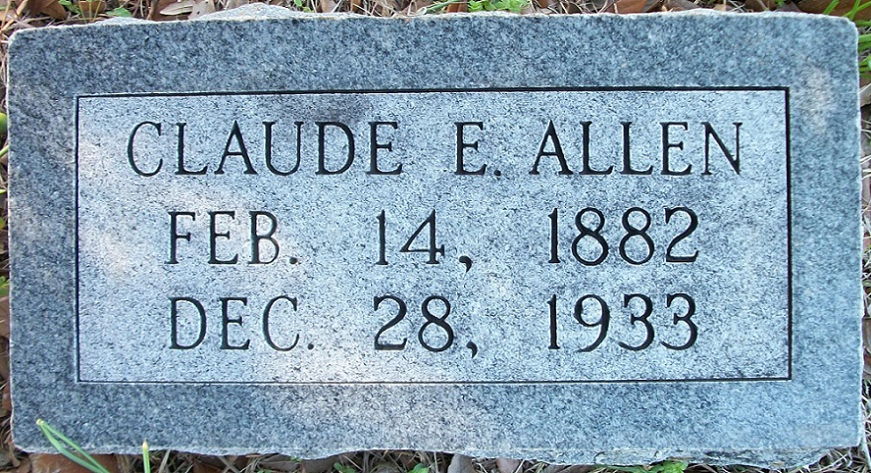 CLAUDE E. ALLEN
FEB. 14, 1882
DEC. 28, 1933